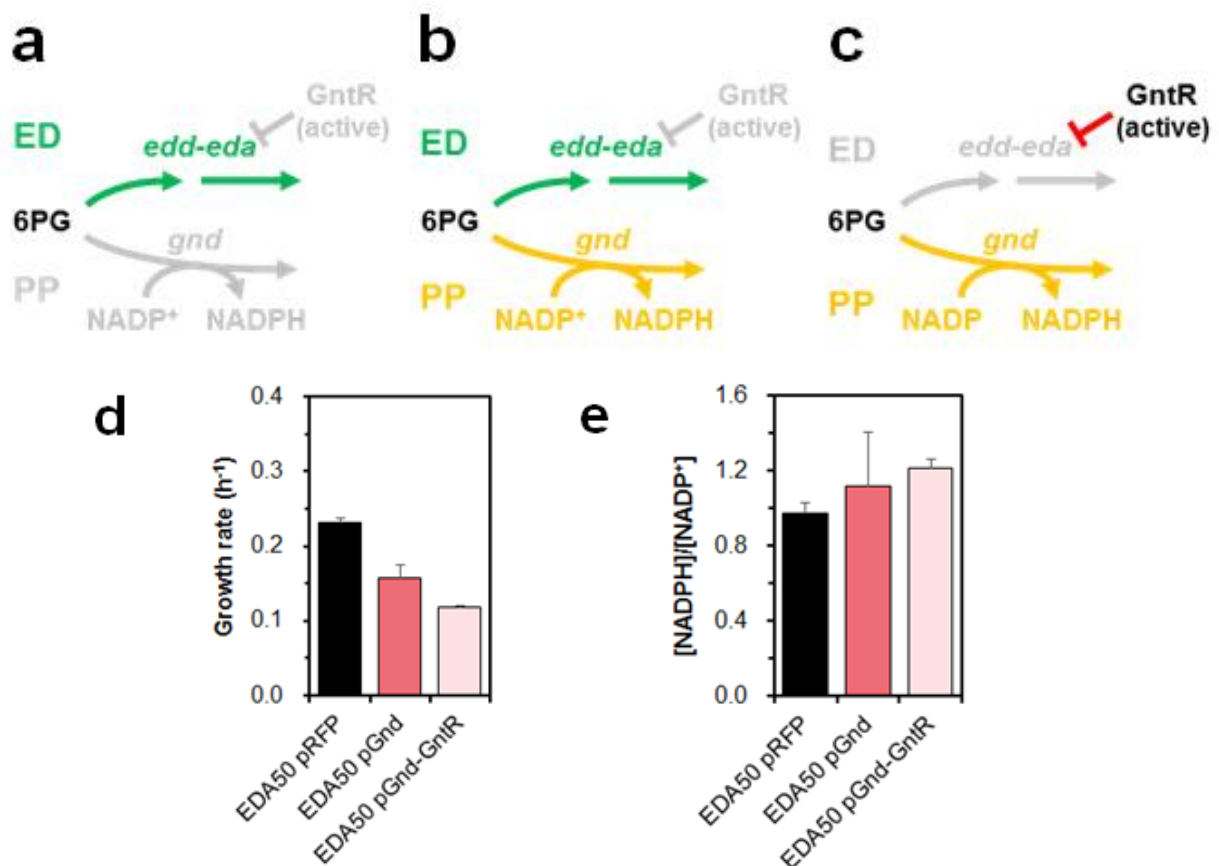 a
GntR
(active)
ED
edd-eda
6PG
gnd
PP
NADP⁺ NADPH
b
GntR
(active)
ED
edd-eda
6PG
gnd
PP
NADP⁺ NADPH
c
GntR
(active)
ED
edd-eda
6PG
gnd
PP
NADP NADPH
d
Growth rate (h⁻¹)
0.4
0.3
0.2
0.1
0.0
EDA50 pRFP
EDA50 pGnd
EDA50 pGnd-GntR
e
[NADPH]/[NADP⁺]
1.6
1.2
0.8
0.4
0.0
EDA50 pRFP
EDA50 pGnd
EDA50 pGnd-GntR